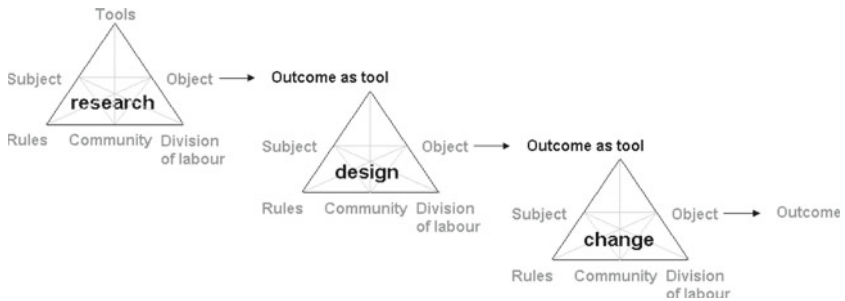 Tools
Subject Object Outcome as tool
research
Rules Community Division
of labour
Subject Object Outcome as tool
design
Rules Community Division
of labour
Subject Object Outcome
change
Rules Community Division
of labour